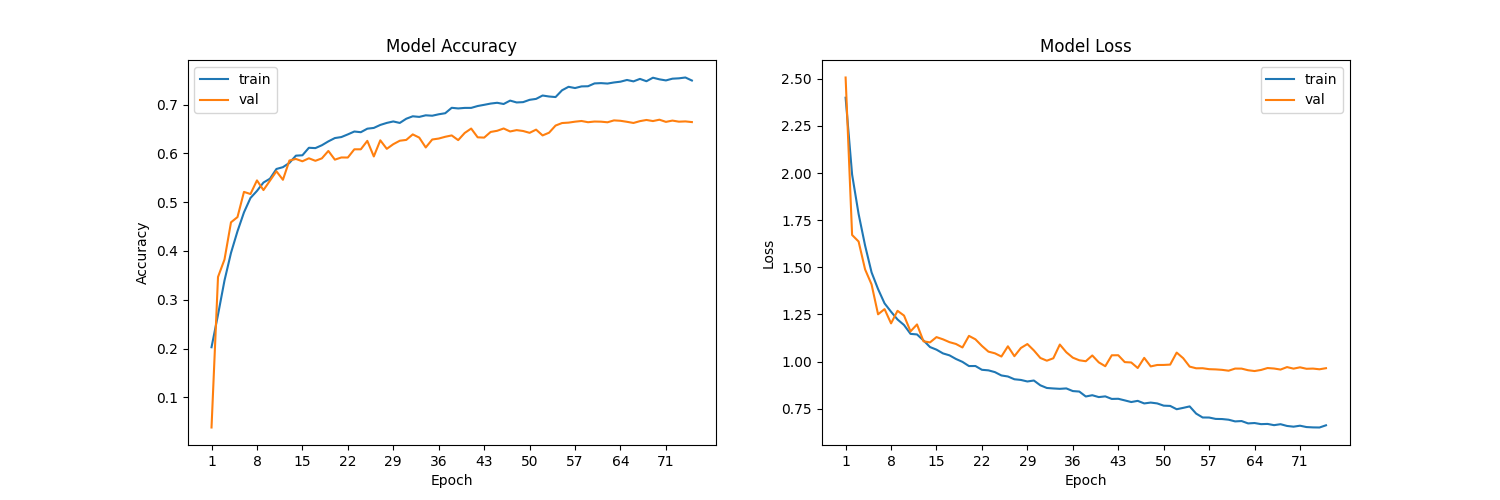 Model Accuracy
train
val
Accuracy
0.7
0.6
0.5
0.4
0.3
0.2
0.1
1 8 15 22 29 36 43 50 57 64 71
Epoch
Model Loss
train
val
Loss
2.50
2.25
2.00
1.75
1.50
1.25
1.00
0.75
1 8 15 22 29 36 43 50 57 64 71
Epoch